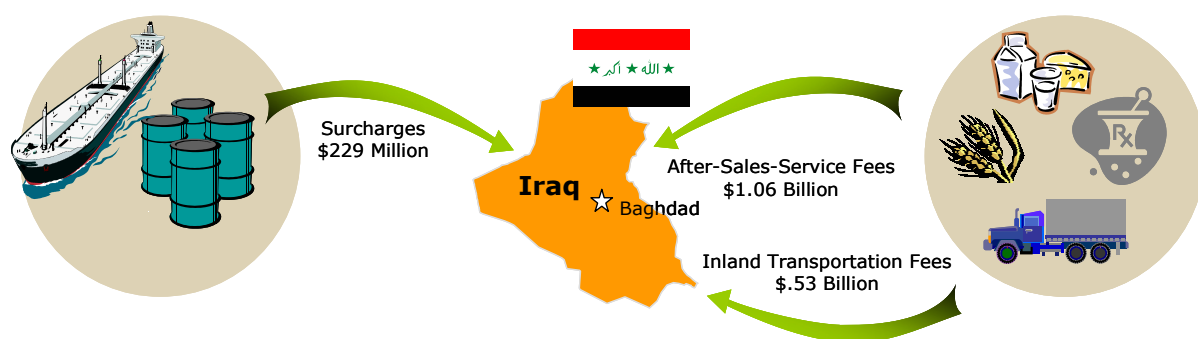 ★ الله ★ اكبر ★
Surcharges
$229 Million
Iraq
Baghdad
After-Sales-Service Fees
$1.06 Billion
Inland Transportation Fees
$.53 Billion
Rx